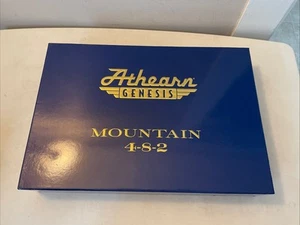 Athearn
GENESIS
MOUNTAIN
4-8-2